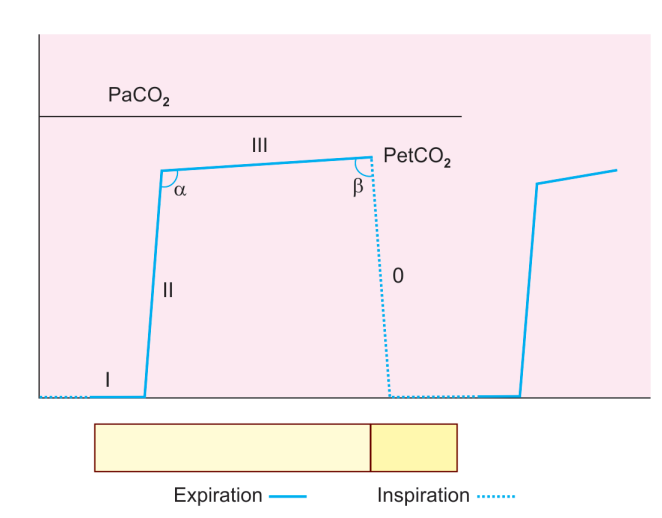 PaCO₂
III
PetCO₂
α
β
II
0
I
Expiration
Inspiration